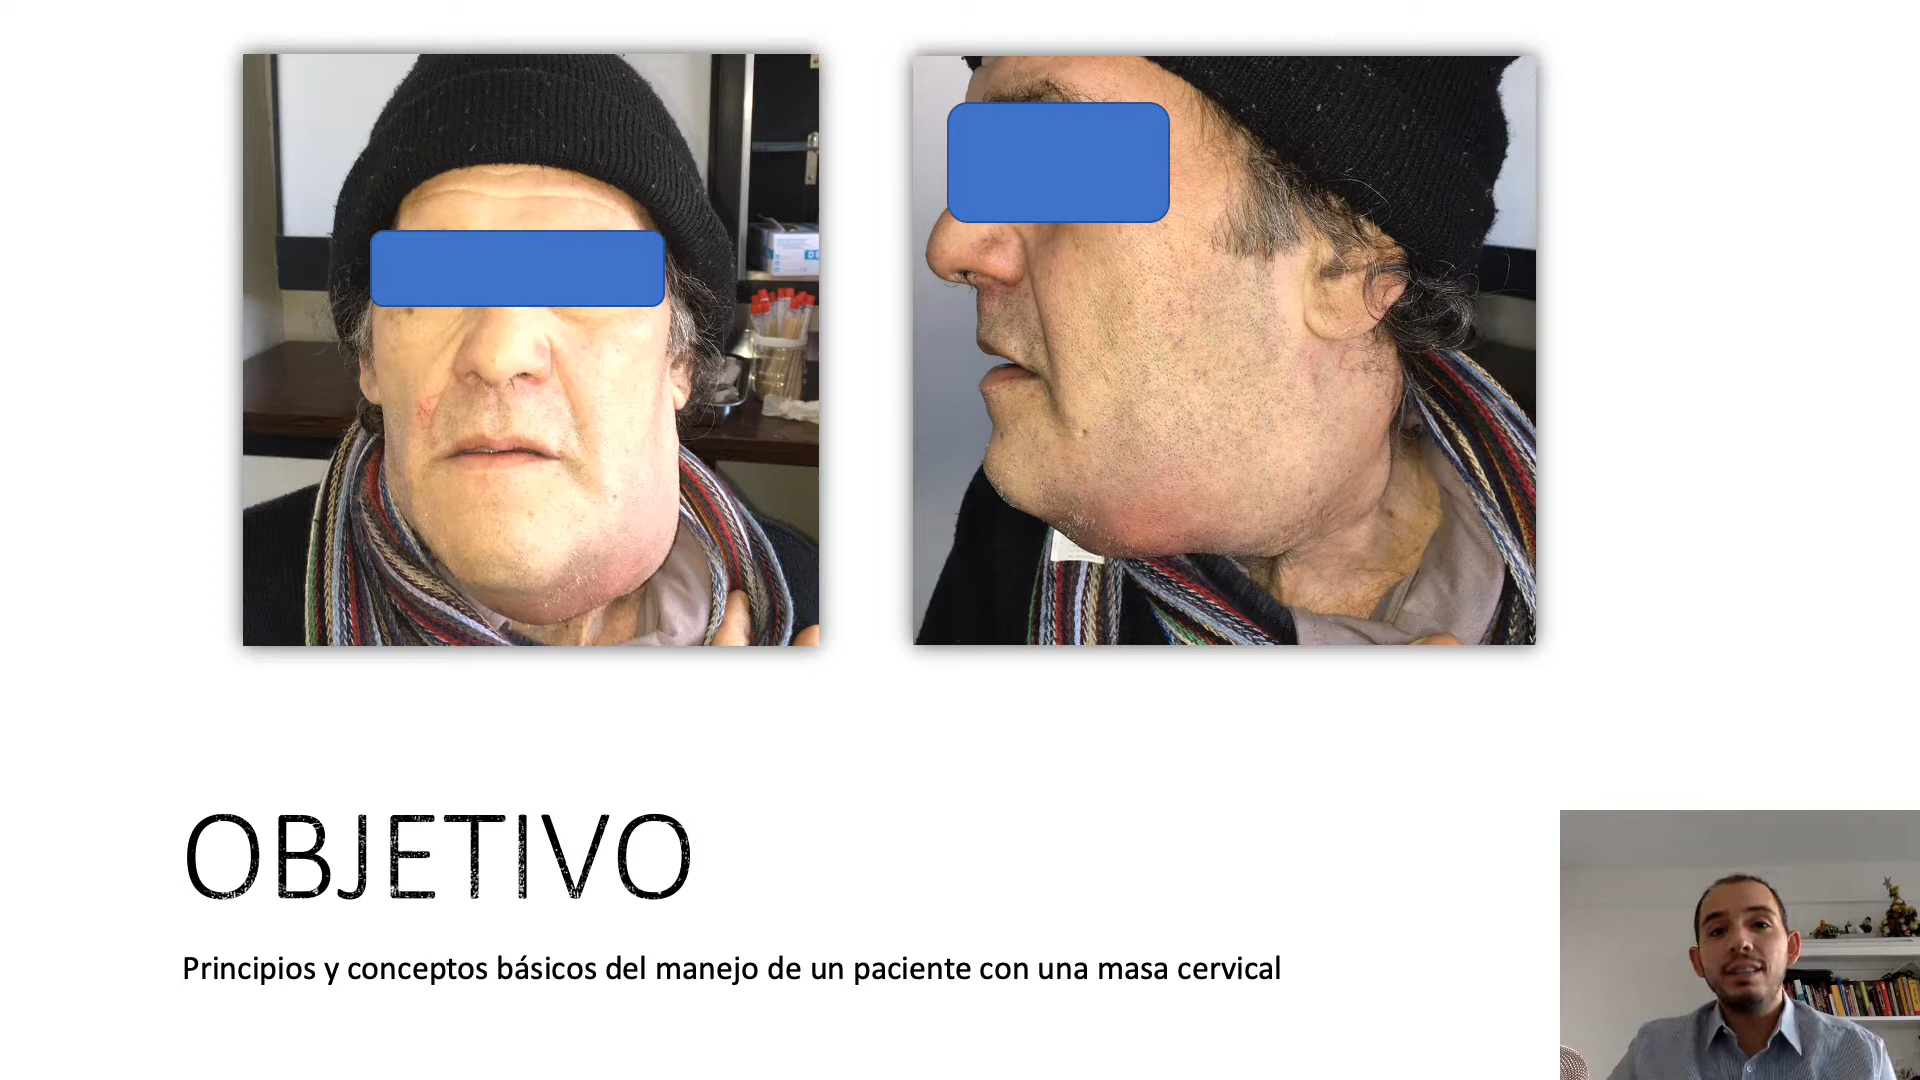 OBJETIVO
Principios y conceptos básicos del manejo de un paciente con una masa cervical